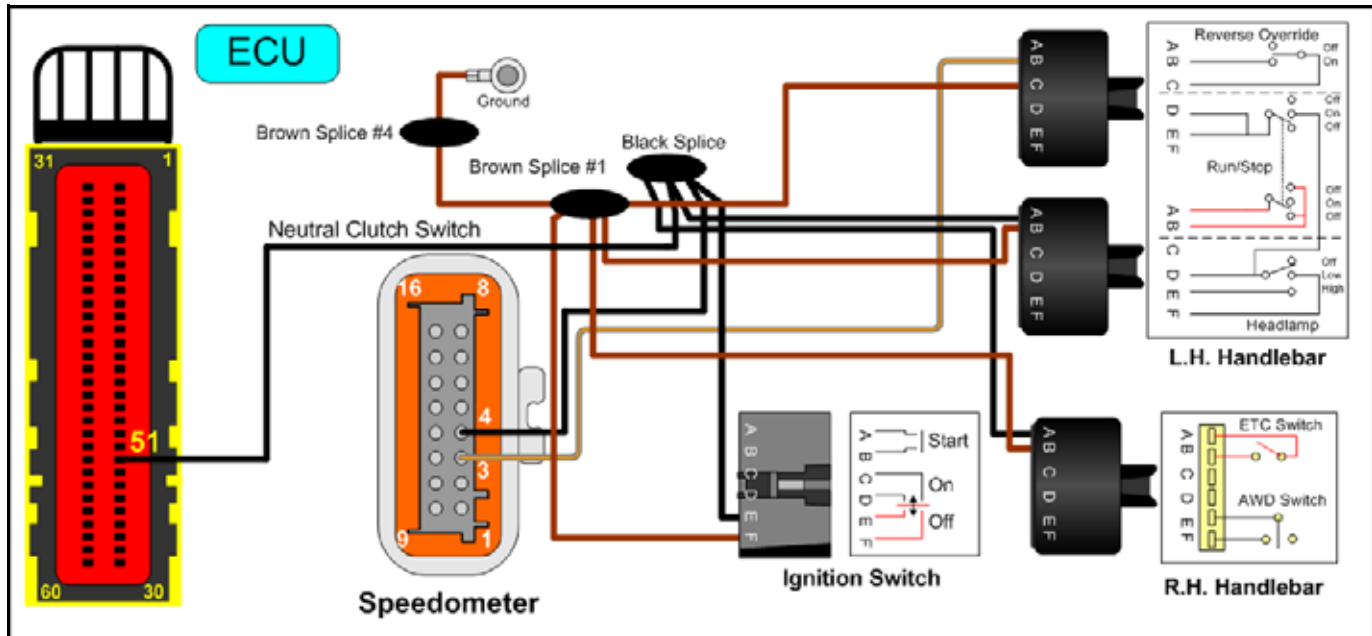 ECU
Ground
Brown Splice #4
Black Splice
Brown Splice #1
Neutral Clutch Switch
31
1
51
60
30
16
8
4
3
9
1
Speedometer
A
B
C
D
E
F
Ignition Switch
A
B
C
D
E
F
Start
On
Off
A
B
C
D
E
F
A
B
C
D
E
F
Reverse Override
A
B
C
Off
On
D
E
F
Off
On
Off
Run/Stop
A
B
Off
On
Off
C
D
E
F
Off
Low
High
Headlamp
L.H. Handlebar
A
B
C
D
E
F
A
B
C
D
E
F
ETC Switch
AWD Switch
R.H. Handlebar